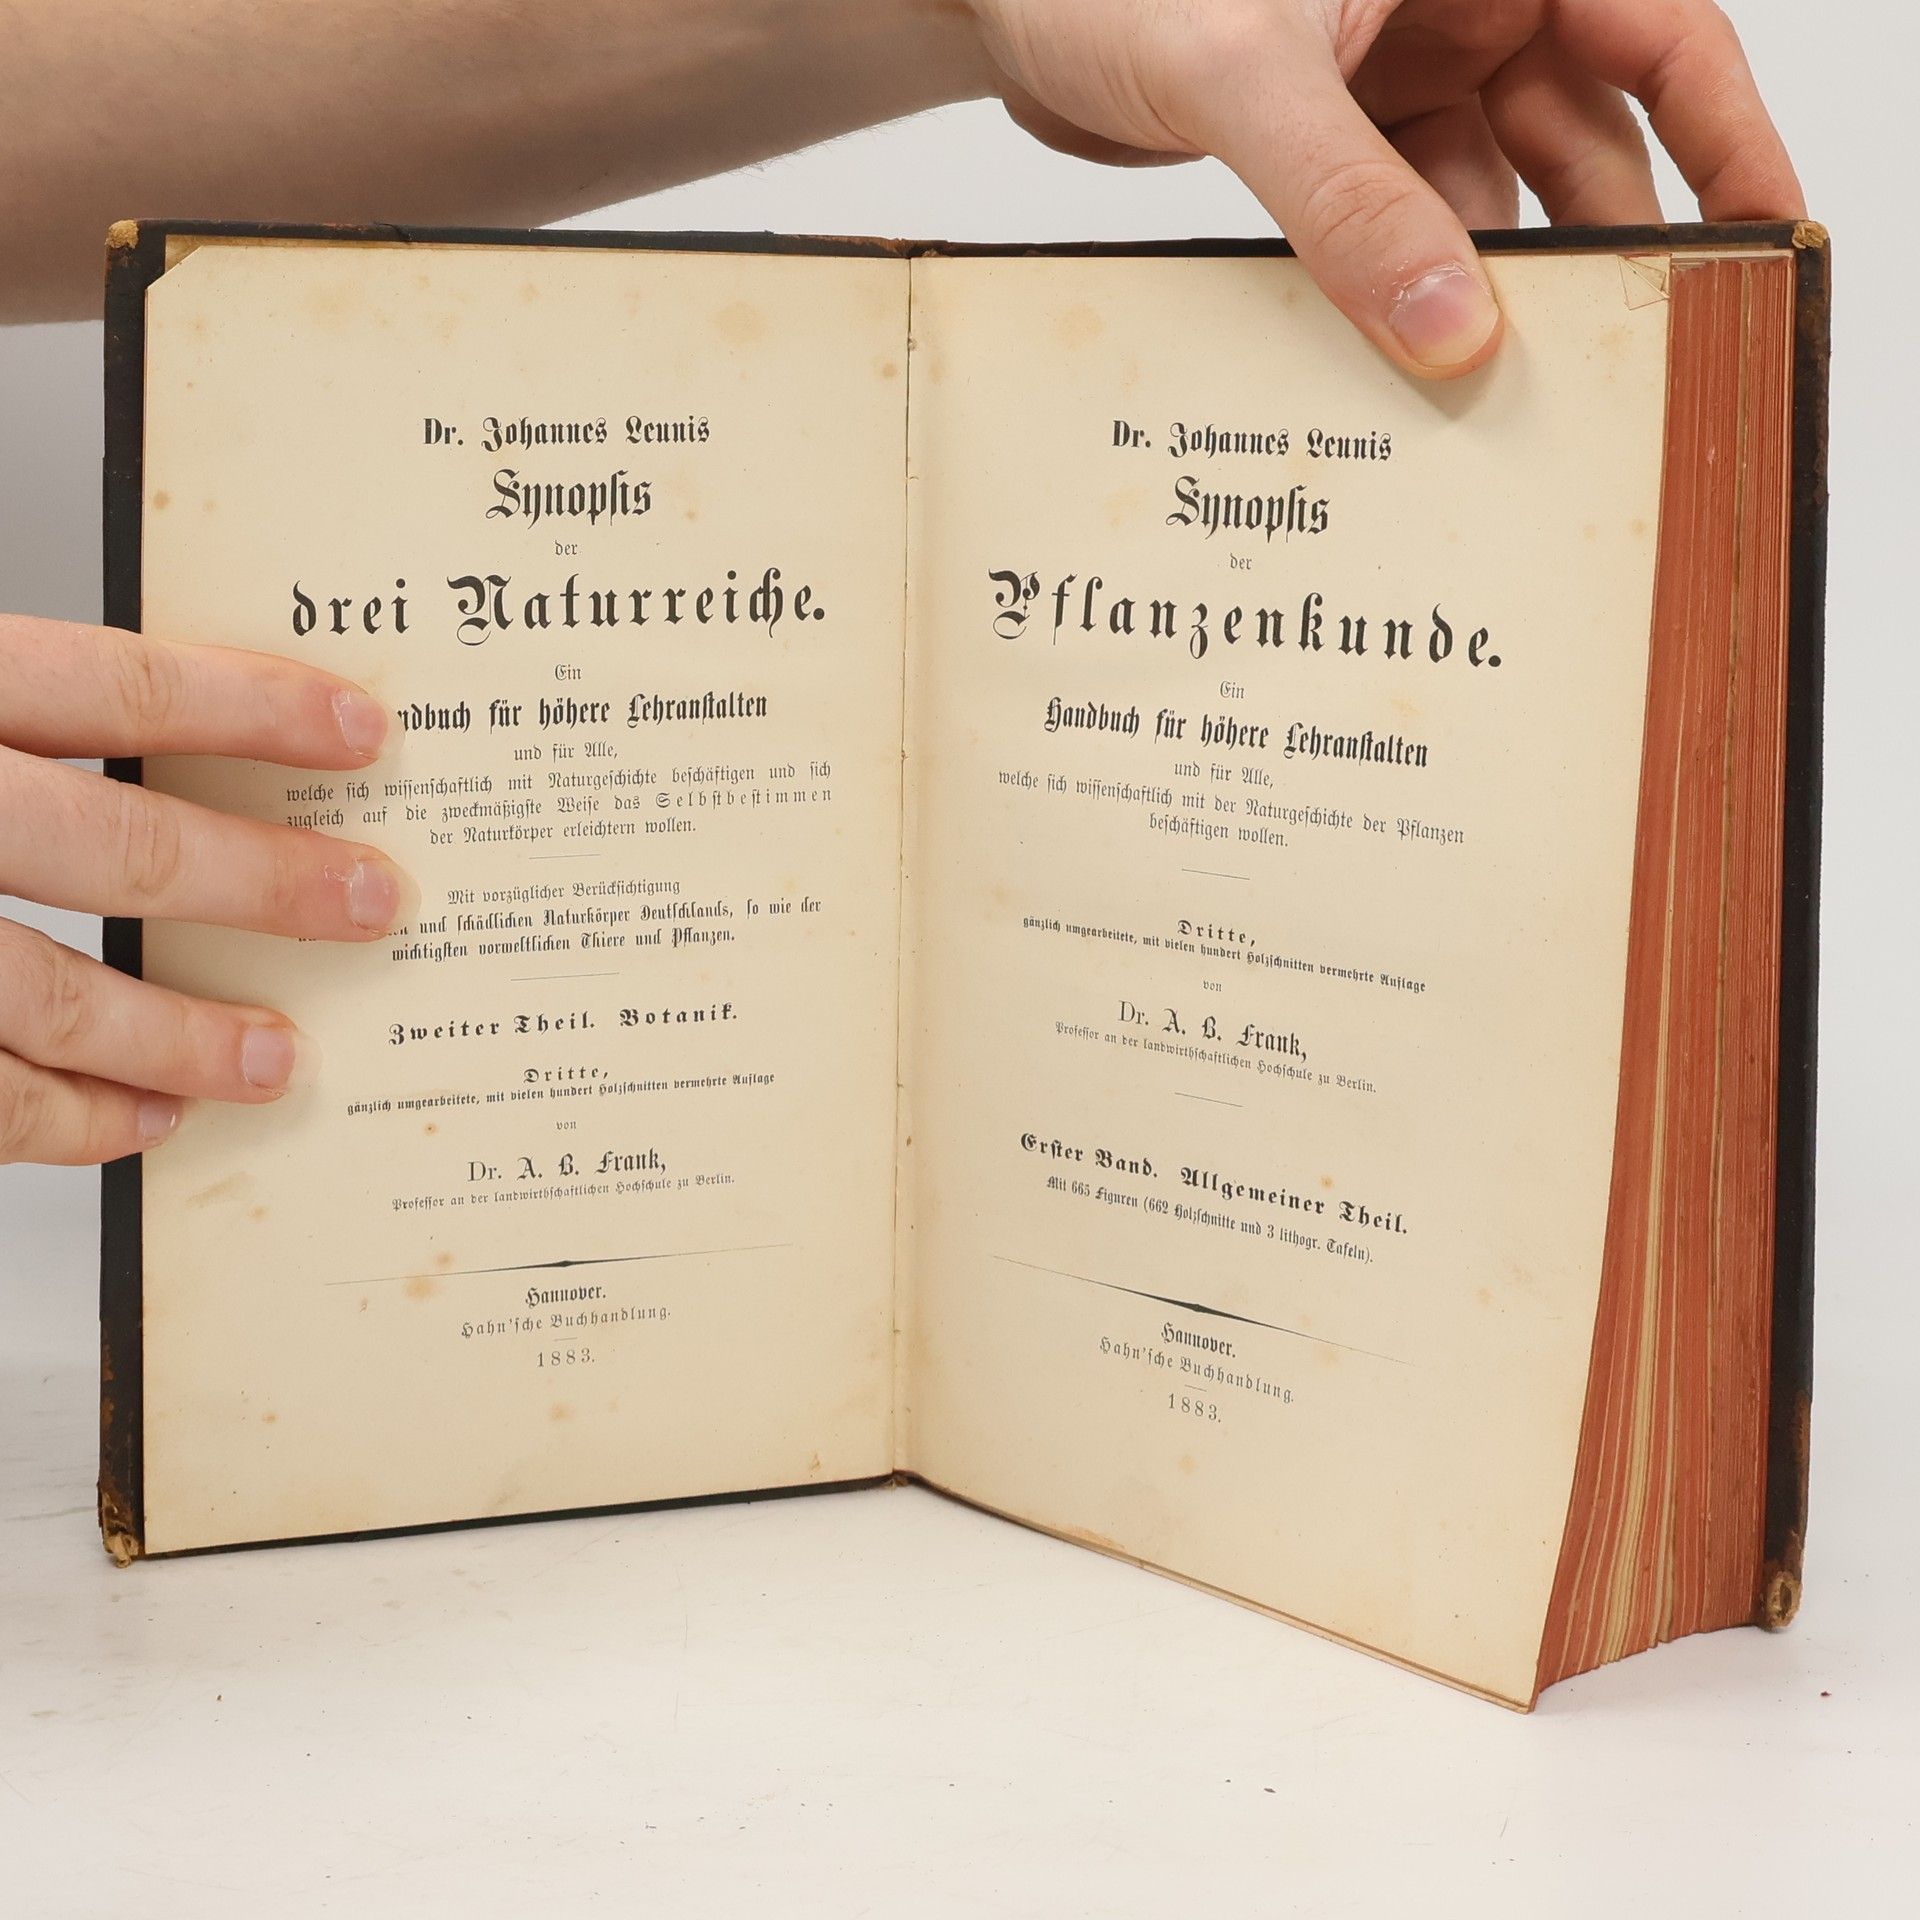 Dr. Johannes Leunis
Synopsis
der
drei Naturreiche.
Ein
ndbuch für höhere Lehranstalten
und für Alle,
welche sich wissenschaftlich mit Naturgeschichte beschäftigen und sich
zugleich auf die zweckmäßigste Weise das Selbstbestimmen
der Naturkörper erleichtern wollen.
Mit vorzüglicher Berücksichtigung
und schädlichen Naturkörper Deutschlands, so wie der
wichtigsten vorweltlichen Thiere und Pflanzen.
Zweiter Theil. Botanik.
Dritte,
gänzlich umgearbeitete, mit vielen hundert Holzschnitten vermehrte Auflage
von
Dr. A. B. Frank,
Professor an der landwirthschaftlichen Hochschule zu Berlin.
Hannover.
Hahn'sche Buchhandlung.
1883.
Dr. Johannes Leunis
Synopsis
der
Pflanzenkunde.
Ein
Handbuch für höhere Lehranstalten
und für Alle,
welche sich wissenschaftlich mit der Naturgeschichte der Pflanzen
beschäftigen wollen.
Dritte,
gänzlich umgearbeitete, mit vielen hundert Holzschnitten vermehrte Auflage
von
Dr. A. B. Frank,
Professor an der landwirthschaftlichen Hochschule zu Berlin.
Erster Band. Allgemeiner Theil.
Mit 665 Figuren (662 Holzschnitte und 3 lithogr. Tafeln).
Hannover.
Hahn'sche Buchhandlung.
1883.